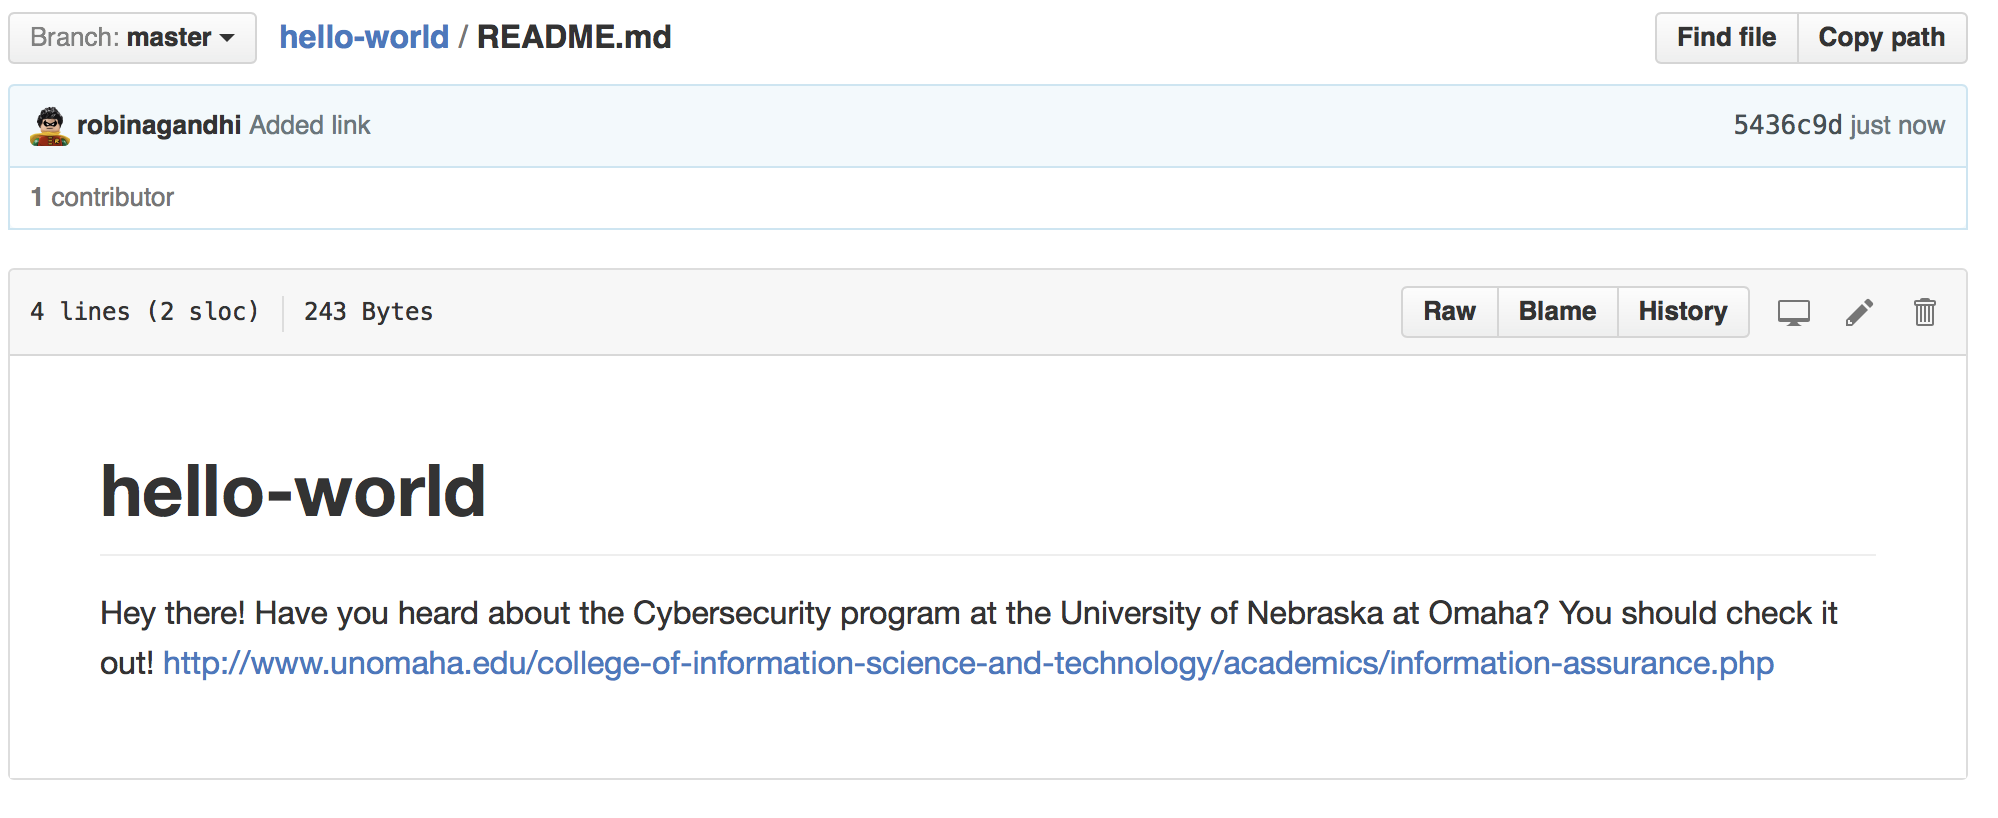 Branch: master hello-world / README.md Find file Copy path
robinagandhi Added link 5436c9d just now
1 contributor
4 lines (2 sloc) 243 Bytes Raw Blame History
hello-world
Hey there! Have you heard about the Cybersecurity program at the University of Nebraska at Omaha? You should check it
out! http://www.unomaha.edu/college-of-information-science-and-technology/academics/information-assurance.php